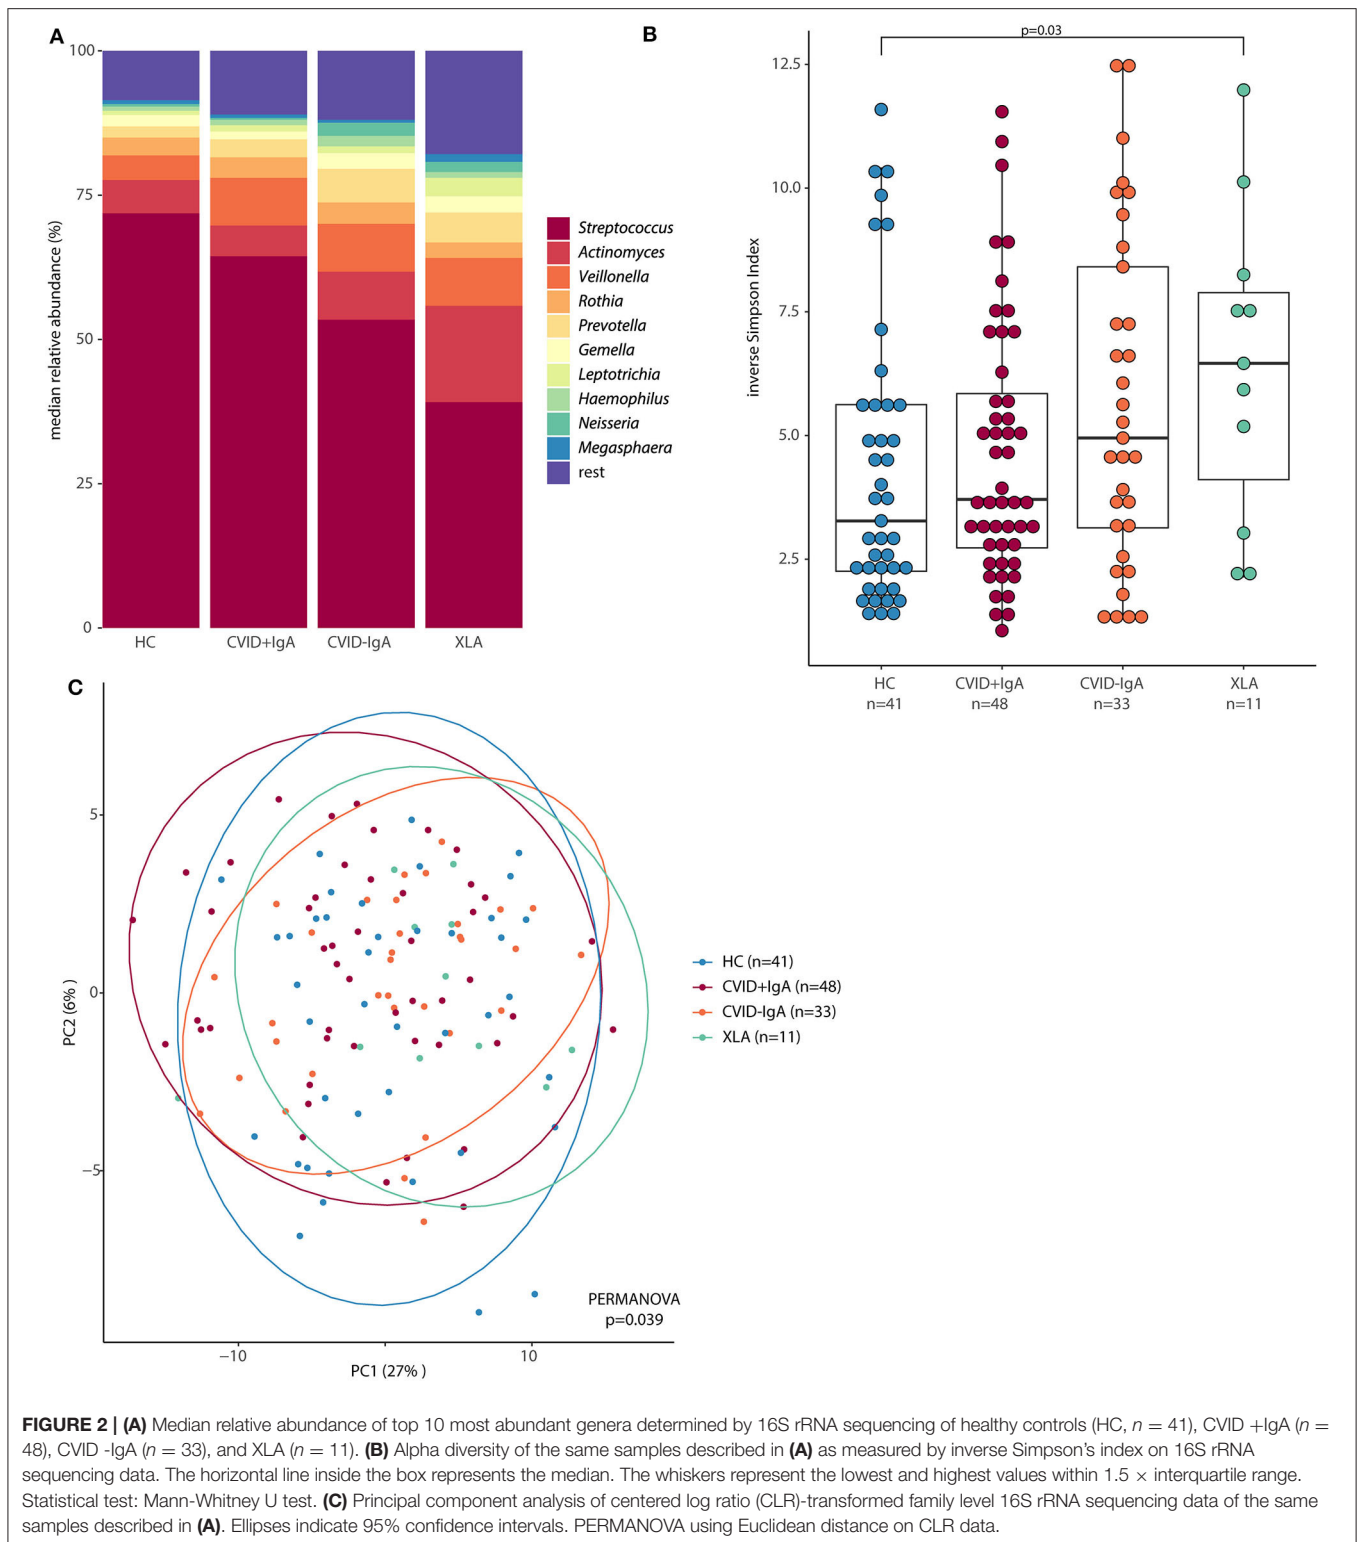 A
100
75
50
25
0
median relative abundance (%)
HC CVID+IgA CVID-IgA XLA
Streptococcus
Actinomyces
Veillonella
Rothia
Prevotella
Gemella
Leptotrichia
Haemophilus
Neisseria
Megasphaera
rest
B
p=0.03
12.5
10.0
7.5
5.0
2.5
inverse Simpson Index
HC CVID+IgA CVID-IgA XLA
n=41 n=48 n=33 n=11
C
5
0
−5
PC2 (6% )
−10 10
PC1 (27% )
HC (n=41)
CVID+IgA (n=48)
CVID-IgA (n=33)
XLA (n=11)
PERMANOVA
p=0.039
FIGURE 2 | (A) Median relative abundance of top 10 most abundant genera determined by 16S rRNA sequencing of healthy controls (HC, n = 41), CVID +IgA (n =
48), CVID -IgA (n = 33), and XLA (n = 11). (B) Alpha diversity of the same samples described in (A) as measured by inverse Simpson's index on 16S rRNA
sequencing data. The horizontal line inside the box represents the median. The whiskers represent the lowest and highest values within 1.5 × interquartile range.
Statistical test: Mann-Whitney U test. (C) Principal component analysis of centered log ratio (CLR)-transformed family level 16S rRNA sequencing data of the same
samples described in (A). Ellipses indicate 95% confidence intervals. PERMANOVA using Euclidean distance on CLR data.